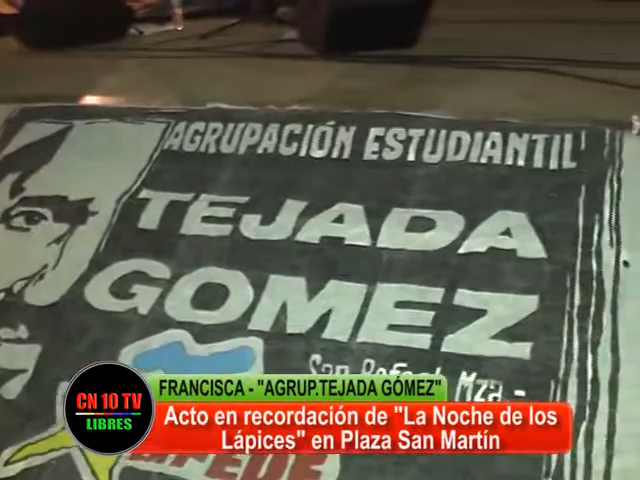 AGRUPACIÓN ESTUDIANTIL
TEJADA
GOMEZ
San Rafael Mza.-
CN 10 TV
LIBRES
FRANCISCA - "AGRUP.TEJADA GÓMEZ"
Acto en recordación de "La Noche de los
Lápices" en Plaza San Martín